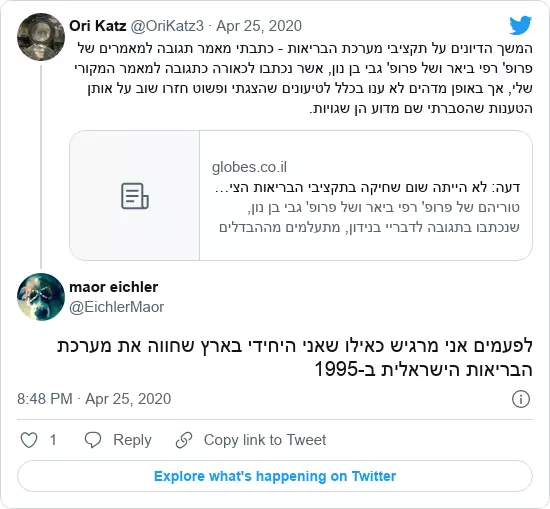 Ori Katz @OriKatz3 · Apr 25, 2020
המשך הדיונים על תקציבי מערכת הבריאות - כתבתי מאמר תגובה למאמרים של
פרופ' רפי ביאר ושל פרופ' גבי בן נון, אשר נכתבו לכאורה כתגובה למאמר המקורי
שלי, אך באופן מדהים לא ענו בכלל לטיעונים שהצגתי ופשוט חזרו שוב על אותן
הטענות שהסברתי שם מדוע הן שגויות.
globes.co.il
דעה: לא הייתה שום שחיקה בתקציבי הבריאות הצי...
טוריהם של פרופ' רפי ביאר ושל פרופ' גבי בן נון,
שנכתבו בתגובה לדבריי בנידון, מתעלמים מההבדלים
maor eichler
@EichlerMaor
לפעמים אני מרגיש כאילו שאני היחידי בארץ שחווה את מערכת
הבריאות הישראלית ב-1995
8:48 PM · Apr 25, 2020
1 Reply Copy link to Tweet
Explore what's happening on Twitter